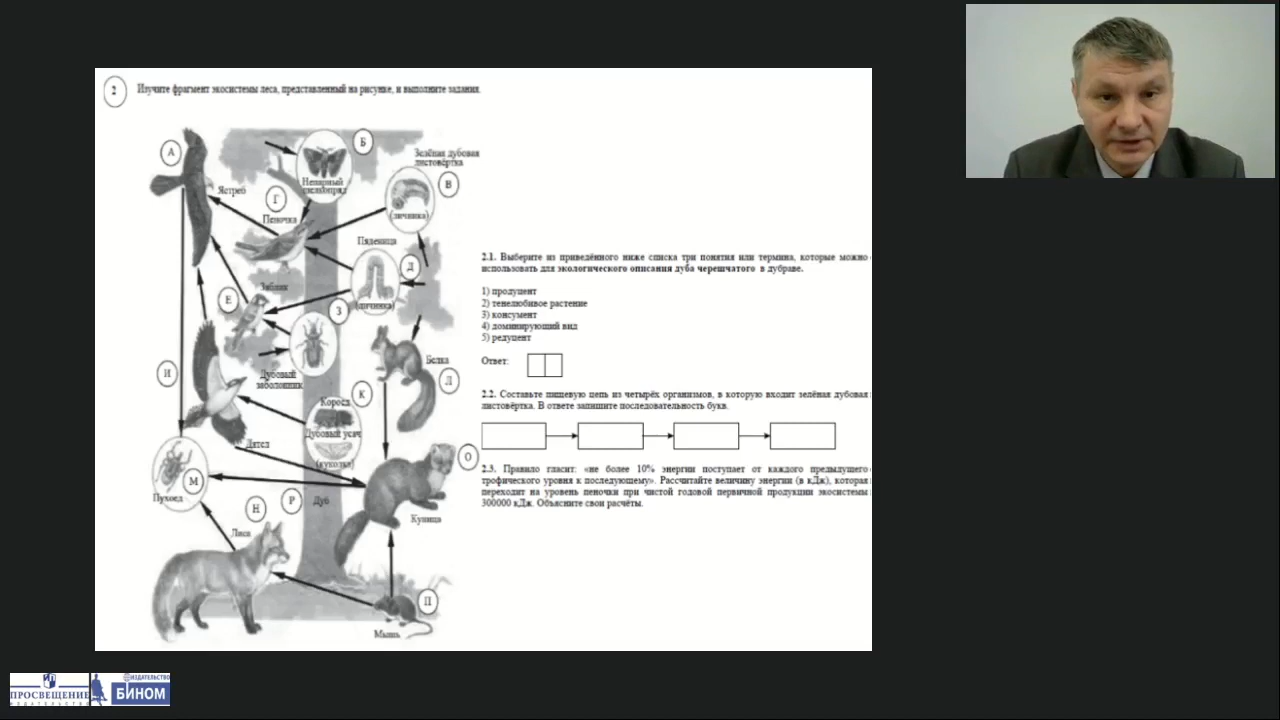 2
Изучите фрагмент экосистемы леса, представленный на рисунке, и выполните задания.
А
Ястреб
Б
Непарный
шелкопряд
Зелёная дубовая
листовёртка
В
(личинка)
Г
Пеночка
Пяденица
Д
(личинка)
Зяблик
Е
З
Дубовый
заболонник
Белка
Л
И
Дятел
К
Короед
Дубовый усач
(куколка)
О
Куница
М
Пухоед
Н
Р
Дуб
Лиса
П
Мышь
2.1. Выберите из приведённого ниже списка три понятия или термина, которые можно
использовать для экологического описания дуба черешчатого в дубраве.
1) продуцент
2) тенелюбивое растение
3) консумент
4) доминирующий вид
5) редуцент
Ответ:
2.2. Составьте пищевую цепь из четырёх организмов, в которую входит зелёная дубовая
листовёртка. В ответе запишите последовательность букв.
2.3. Правило гласит: «не более 10% энергии поступает от каждого предыдущего
трофического уровня к последующему». Рассчитайте величину энергии (в кДж), которая
переходит на уровень пеночки при чистой годовой первичной продукции экосистемы
300000 кДж. Объясните свои расчёты.
ПРОСВЕЩЕНИЕ
ИЗДАТЕЛЬСТВО
ИЗДАТЕЛЬСТВО
БИНОМ